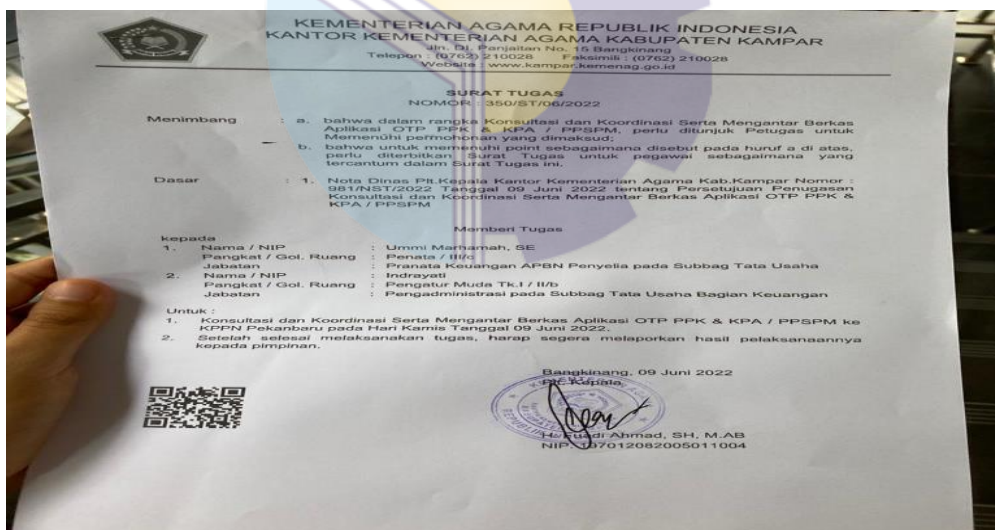 KEMENTERIAN AGAMA REPUBLIK INDONESIA
KANTOR KEMENTERIAN AGAMA KABUPATEN KAMPAR
Jln. DI. Panjaitan No. 15 Bangkinang
Telepon : (0762) 210028 Faksimili : (0762) 210028
Website : www.kampar.kemenag.go.id
SURAT TUGAS
NOMOR : 350/ST/06/2022
Menimbang : a. bahwa dalam rangka Konsultasi dan Koordinasi Serta Mengantar Berkas
Aplikasi OTP PPK & KPA / PPSPM, perlu ditunjuk Petugas untuk
Memenuhi permohonan yang dimaksud;
b. bahwa untuk memenuhi point sebagaimana disebut pada huruf a di atas,
perlu diterbitkan Surat Tugas untuk pegawai sebagaimana yang
tercantum dalam Surat Tugas ini.
Dasar : 1. Nota Dinas Plt.Kepala Kantor Kementerian Agama Kab.Kampar Nomor :
981/NST/2022 Tanggal 09 Juni 2022 tentang Persetujuan Penugasan
Konsultasi dan Koordinasi Serta Mengantar Berkas Aplikasi OTP PPK &
KPA / PPSPM
Memberi Tugas
kepada
1. Nama / NIP : Ummi Marhamah, SE
Pangkat / Gol. Ruang : Penata / III/c
Jabatan : Pranata Keuangan APBN Penyelia pada Subbag Tata Usaha
2. Nama / NIP : Indrayati
Pangkat / Gol. Ruang : Pengatur Muda Tk.I / II/b
Jabatan : Pengadministrasi pada Subbag Tata Usaha Bagian Keuangan
Untuk :
1. Konsultasi dan Koordinasi Serta Mengantar Berkas Aplikasi OTP PPK & KPA / PPSPM ke
KPPN Pekanbaru pada Hari Kamis Tanggal 09 Juni 2022.
2. Setelah selesai melaksanakan tugas, harap segera melaporkan hasil pelaksanaannya
kepada pimpinan.
Bangkinang, 09 Juni 2022
Plt. Kepala
H. Fuadi Ahmad, SH, M.AB
NIP. 197012082005011004